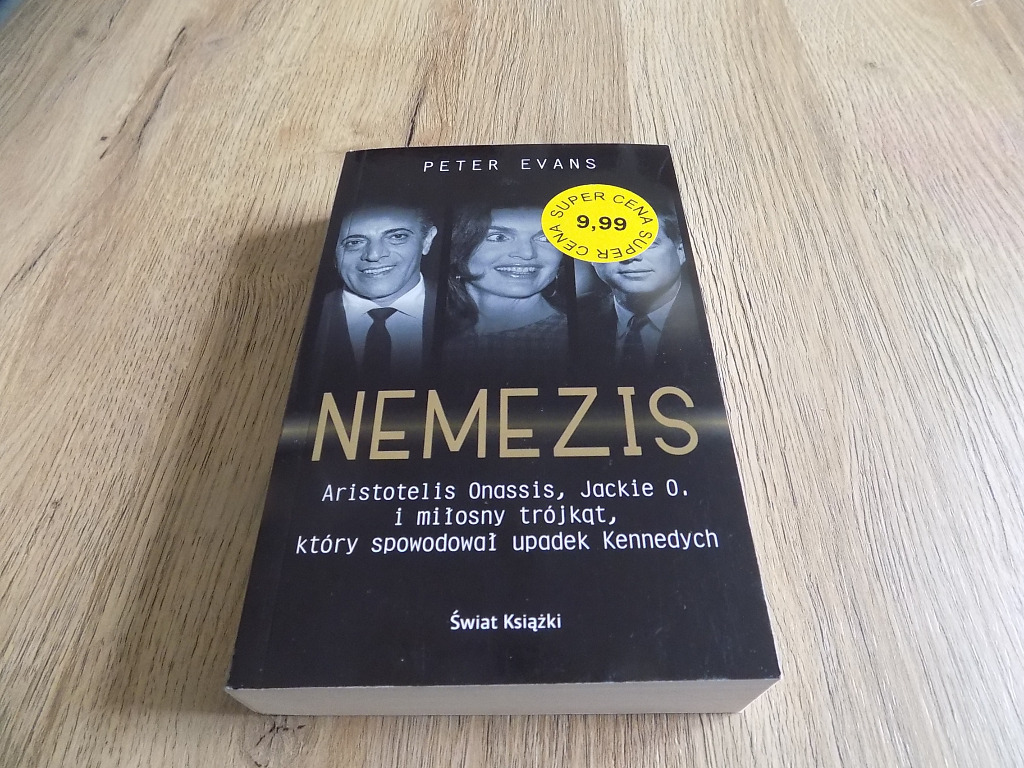 PETER EVANS
SUPER CENA SUPER CENA
9,99
NEMEZIS
Aristotelis Onassis, Jackie O.
i miłosny trójkąt,
który spowodował upadek Kennedych
Świat Książki